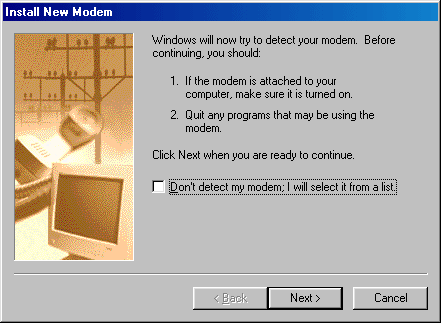 Install New Modem
Windows will now try to detect your modem. Before
continuing, you should:
1. If the modem is attached to your
computer, make sure it is turned on.
2. Quit any programs that may be using the
modem.
Click Next when you are ready to continue.
Don't detect my modem; I will select it from a list.
< Back
Next >
Cancel